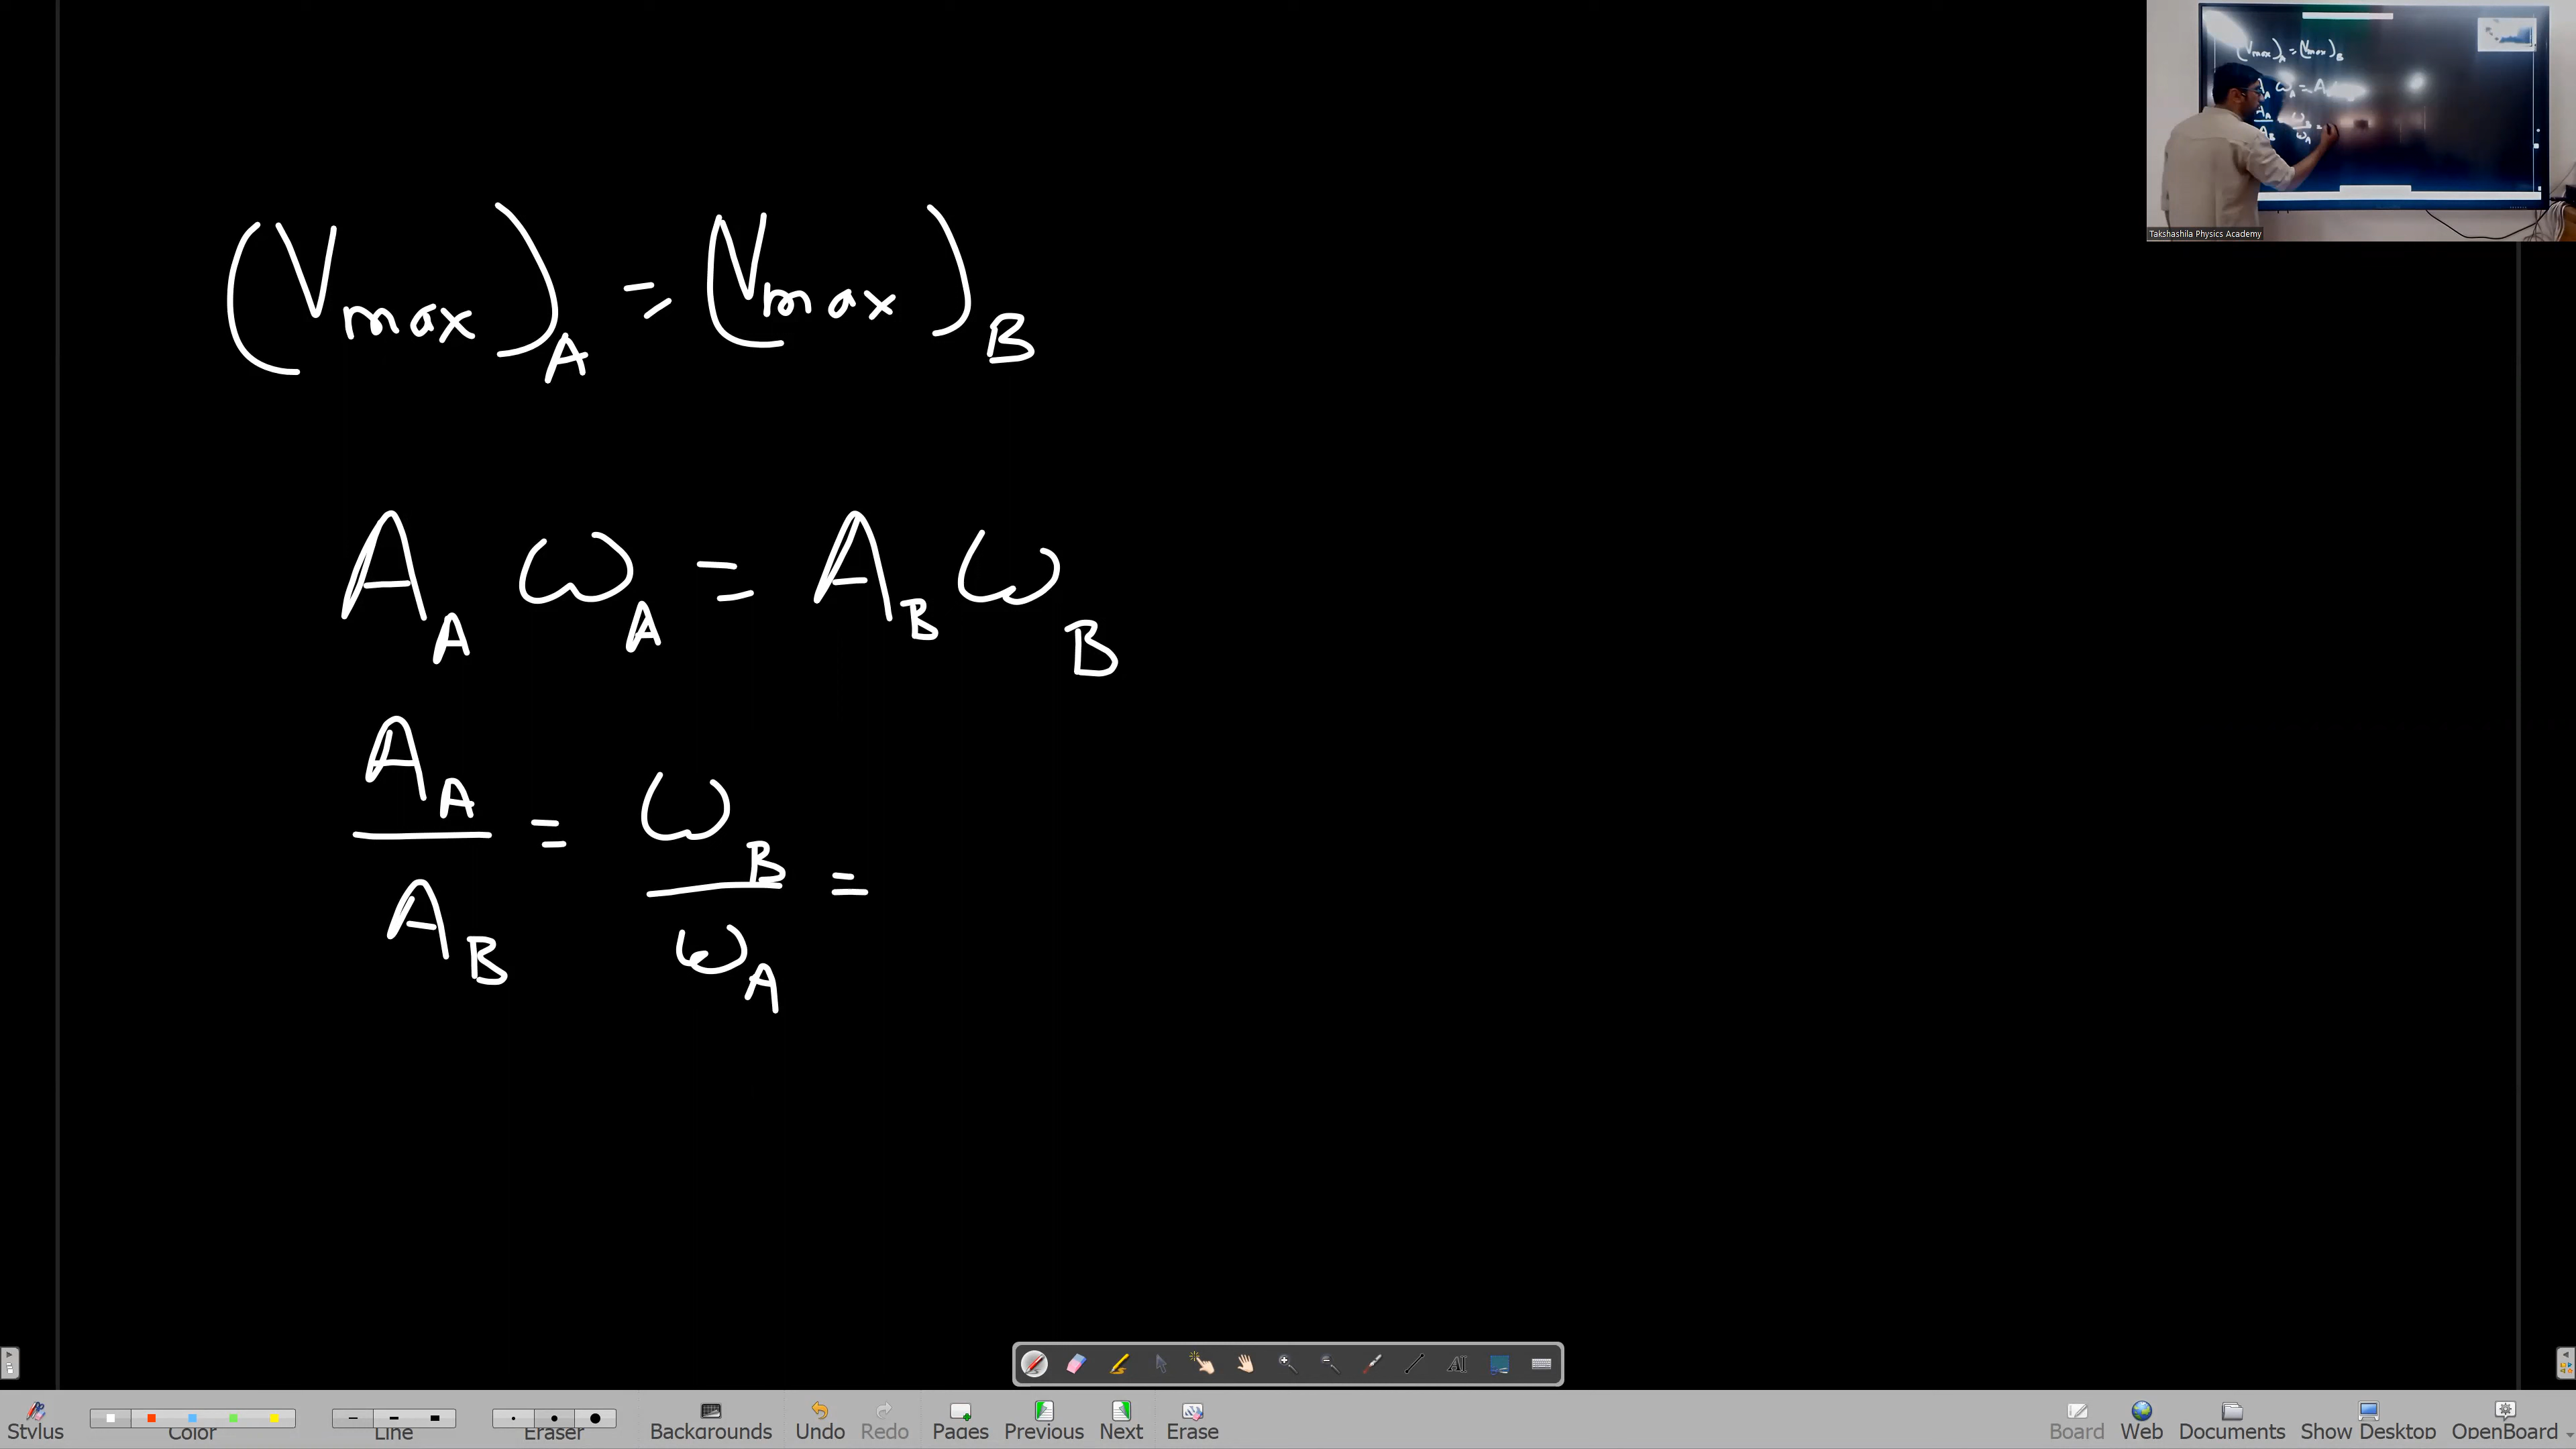 (Vmax)A = (Vmax)B
Takshashila Physics Academy
AA ωA = AB ωB
AA/AB = ωB/ωA =
Stylus Color Line Eraser Backgrounds Undo Redo Pages Previous Next Erase Board Web Documents Show Desktop OpenBoard